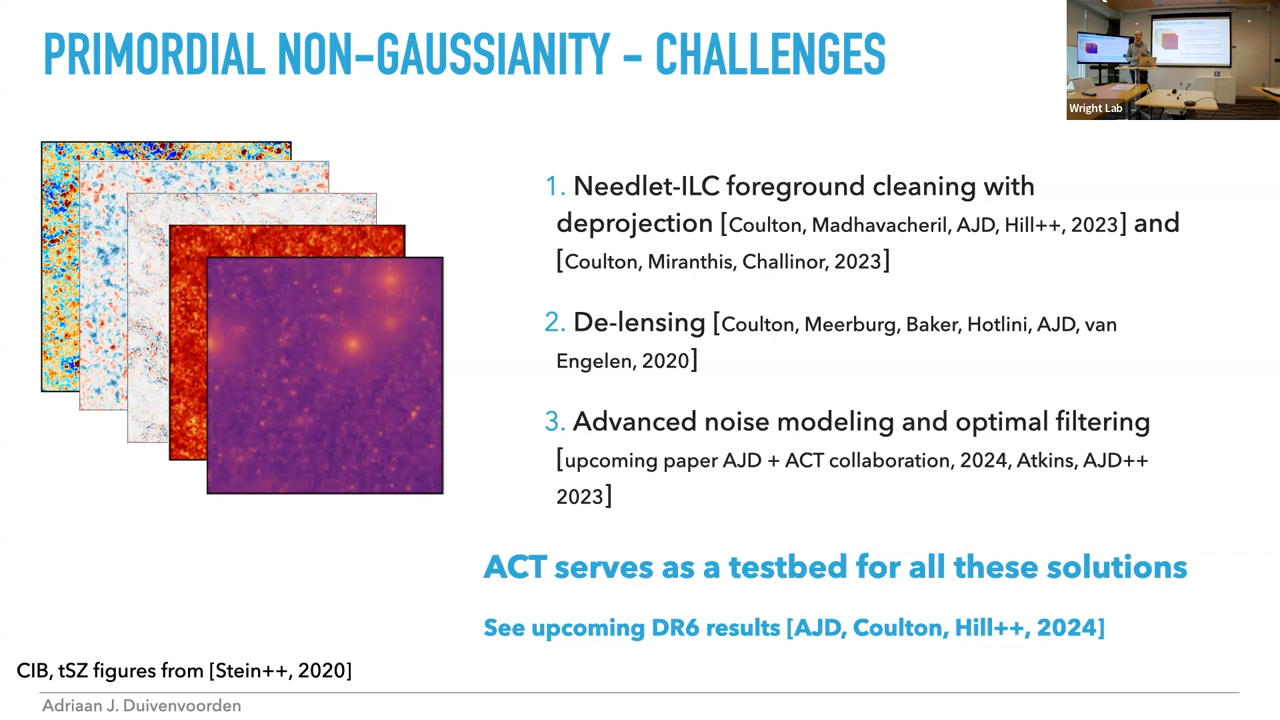 PRIMORDIAL NON-GAUSSIANITY - CHALLENGES
Wright Lab
1. Needlet-ILC foreground cleaning with
deprojection [Coulton, Madhavacheril, AJD, Hill++, 2023] and
[Coulton, Miranthis, Challinor, 2023]
2. De-lensing [Coulton, Meerburg, Baker, Hotlini, AJD, van
Engelen, 2020]
3. Advanced noise modeling and optimal filtering
[upcoming paper AJD + ACT collaboration, 2024, Atkins, AJD++
2023]
ACT serves as a testbed for all these solutions
See upcoming DR6 results [AJD, Coulton, Hill++, 2024]
CIB, tSZ figures from [Stein++, 2020]
Adriaan J. Duivenvoorden